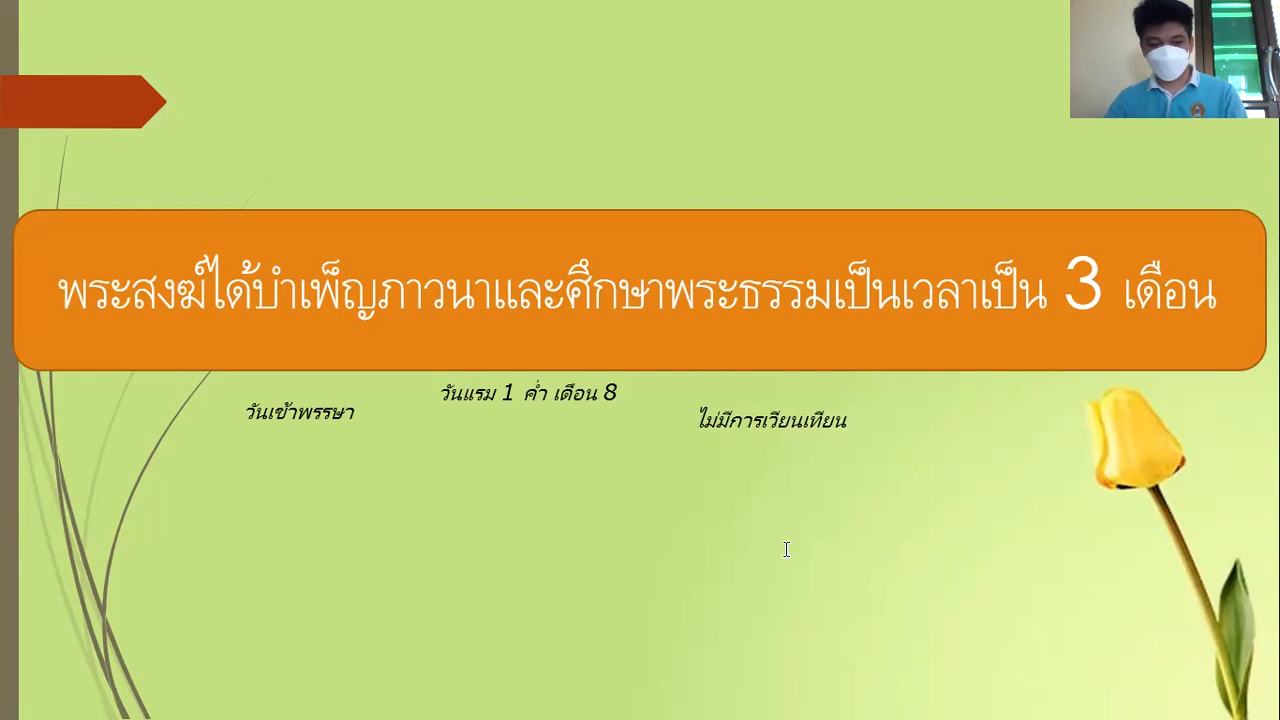 พระสงฆ์ได้บำเพ็ญภาวนาและศึกษาพระธรรมเป็นเวลาเป็น 3 เดือน
วันแรม 1 ค่ำ เดือน 8
วันเข้าพรรษา
ไม่มีการเวียนเทียน